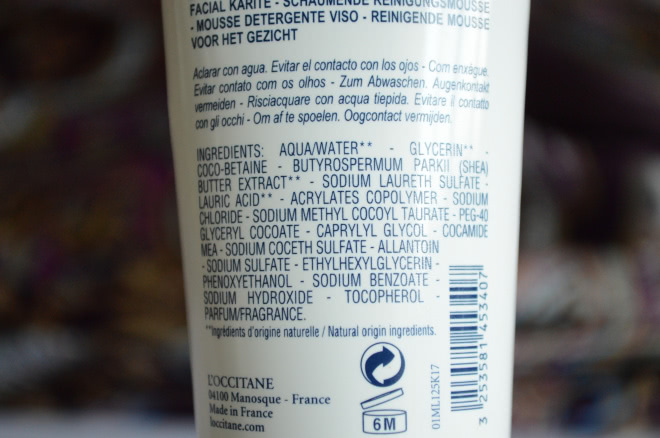 FACIAL KARITÉ - SCHÄUMENDE REINIGUNGSMOUSSE
- MOUSSE DETERGENTE VISO - REINIGENDE MOUSSE
VOOR HET GEZICHT
Aclarar con agua. Evitar el contacto con los ojos - Com enxágue.
Evitar contato com os olhos - Zum Abwaschen. Augenkontakt
vermeiden - Risciacquare con acqua tiepida. Evitare il contatto
con gli occhi - Om af te spoelen. Oogcontact vermijden.
INGREDIENTS: AQUA/WATER** - GLYCERIN** -
COCO-BETAINE - BUTYROSPERMUM PARKII (SHEA)
BUTTER EXTRACT** - SODIUM LAURETH SULFATE -
LAURIC ACID** - ACRYLATES COPOLYMER - SODIUM
CHLORIDE - SODIUM METHYL COCOYL TAURATE - PEG-40
GLYCERYL COCOATE - CAPRYLYL GLYCOL - COCAMIDE
MEA - SODIUM COCETH SULFATE - ALLANTOIN
- SODIUM SULFATE - ETHYLHEXYLGLYCERIN -
PHENOXYETHANOL - SODIUM BENZOATE -
SODIUM HYDROXIDE - TOCOPHEROL -
PARFUM/FRAGRANCE.
**Ingrédients d'origine naturelle / Natural origin ingredients.
L'OCCITANE
04100 Manosque - France
Made in France
loccitane.com
6M
01ML125K17
3 253581 453407